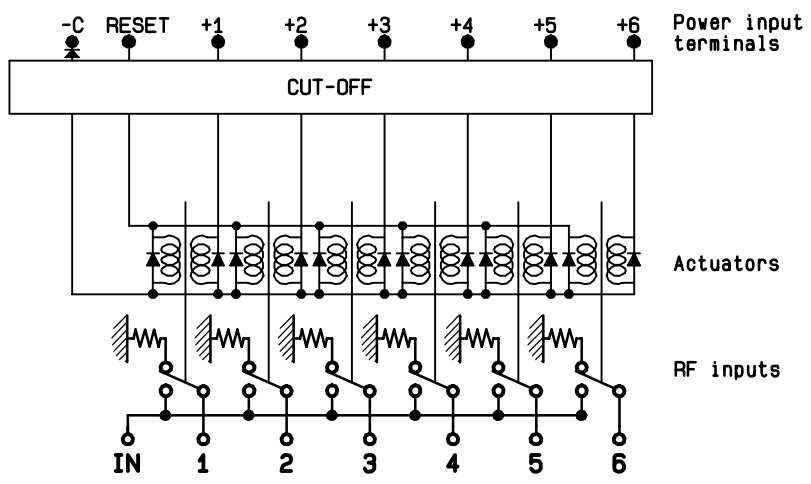 -C RESET +1 +2 +3 +4 +5 +6 Power input
terminals
CUT-OFF
Actuators
RF inputs
IN 1 2 3 4 5 6